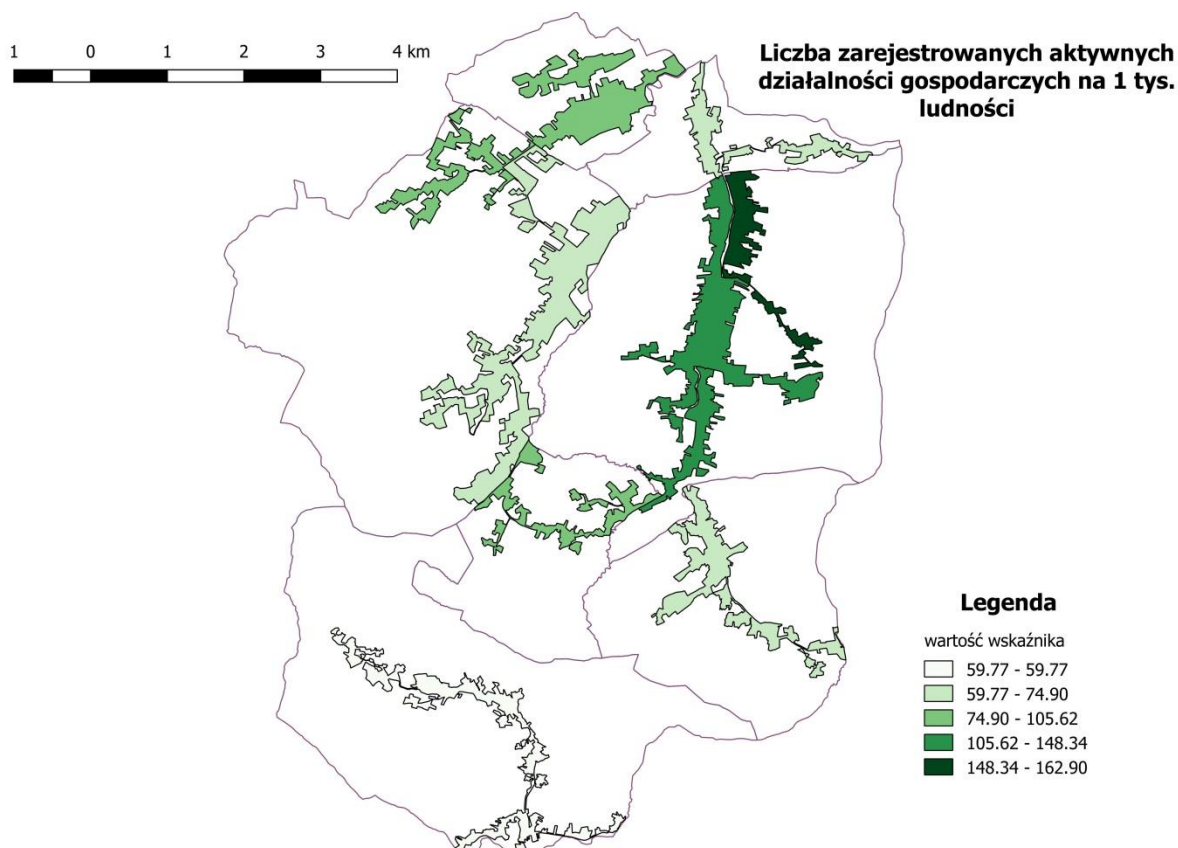 1 0 1 2 3 4 km
Liczba zarejestrowanych aktywnych
działalności gospodarczych na 1 tys.
ludności
Legenda
wartość wskaźnika
59.77 - 59.77
59.77 - 74.90
74.90 - 105.62
105.62 - 148.34
148.34 - 162.90